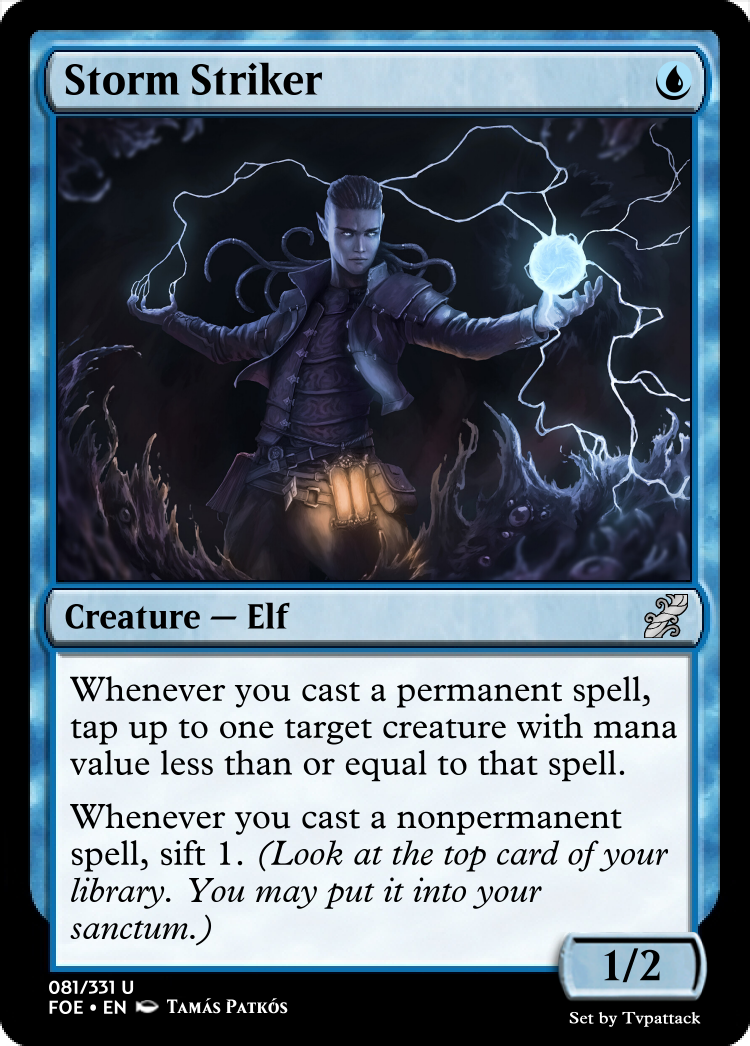 Storm Striker
Creature — Elf
Whenever you cast a permanent spell,
tap up to one target creature with mana
value less than or equal to that spell.
Whenever you cast a nonpermanent
spell, sift 1. (Look at the top card of your
library. You may put it into your
sanctum.)
1/2
081/331 U
FOE • EN Tamás Patkós
Set by Tvpattack